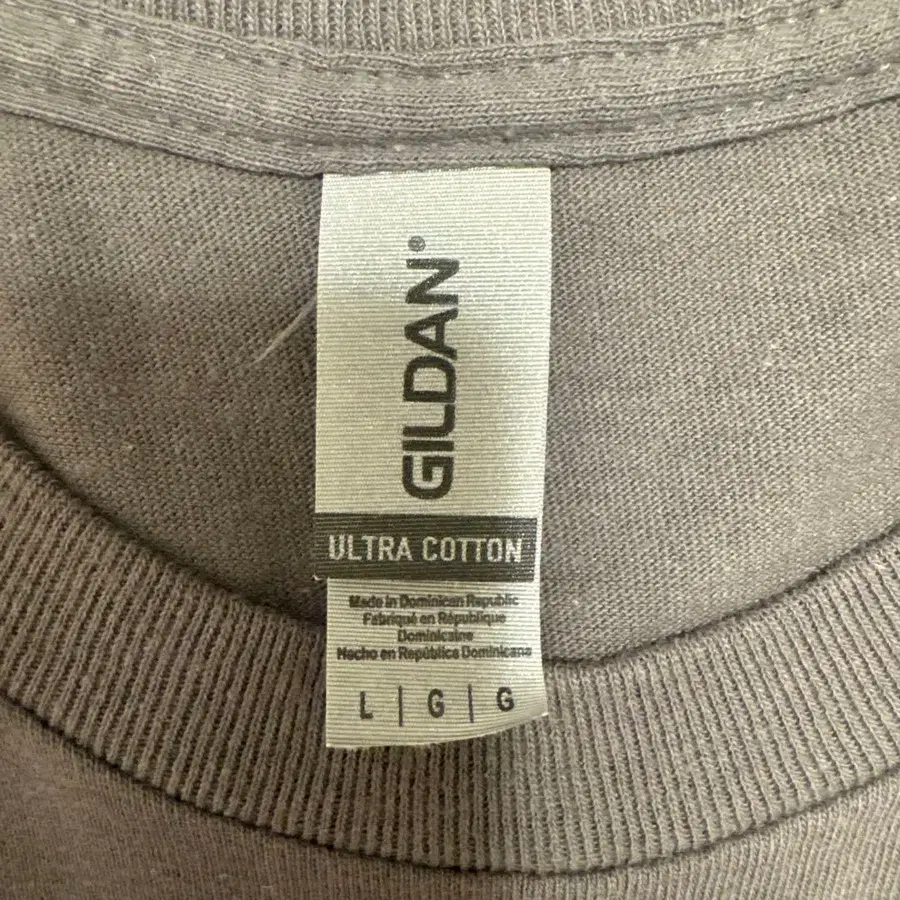 GILDAN®
ULTRA COTTON
Made in Dominican Republic
Fabriqué en République
Dominicaine
Hecho en República Dominicana
L | G | G